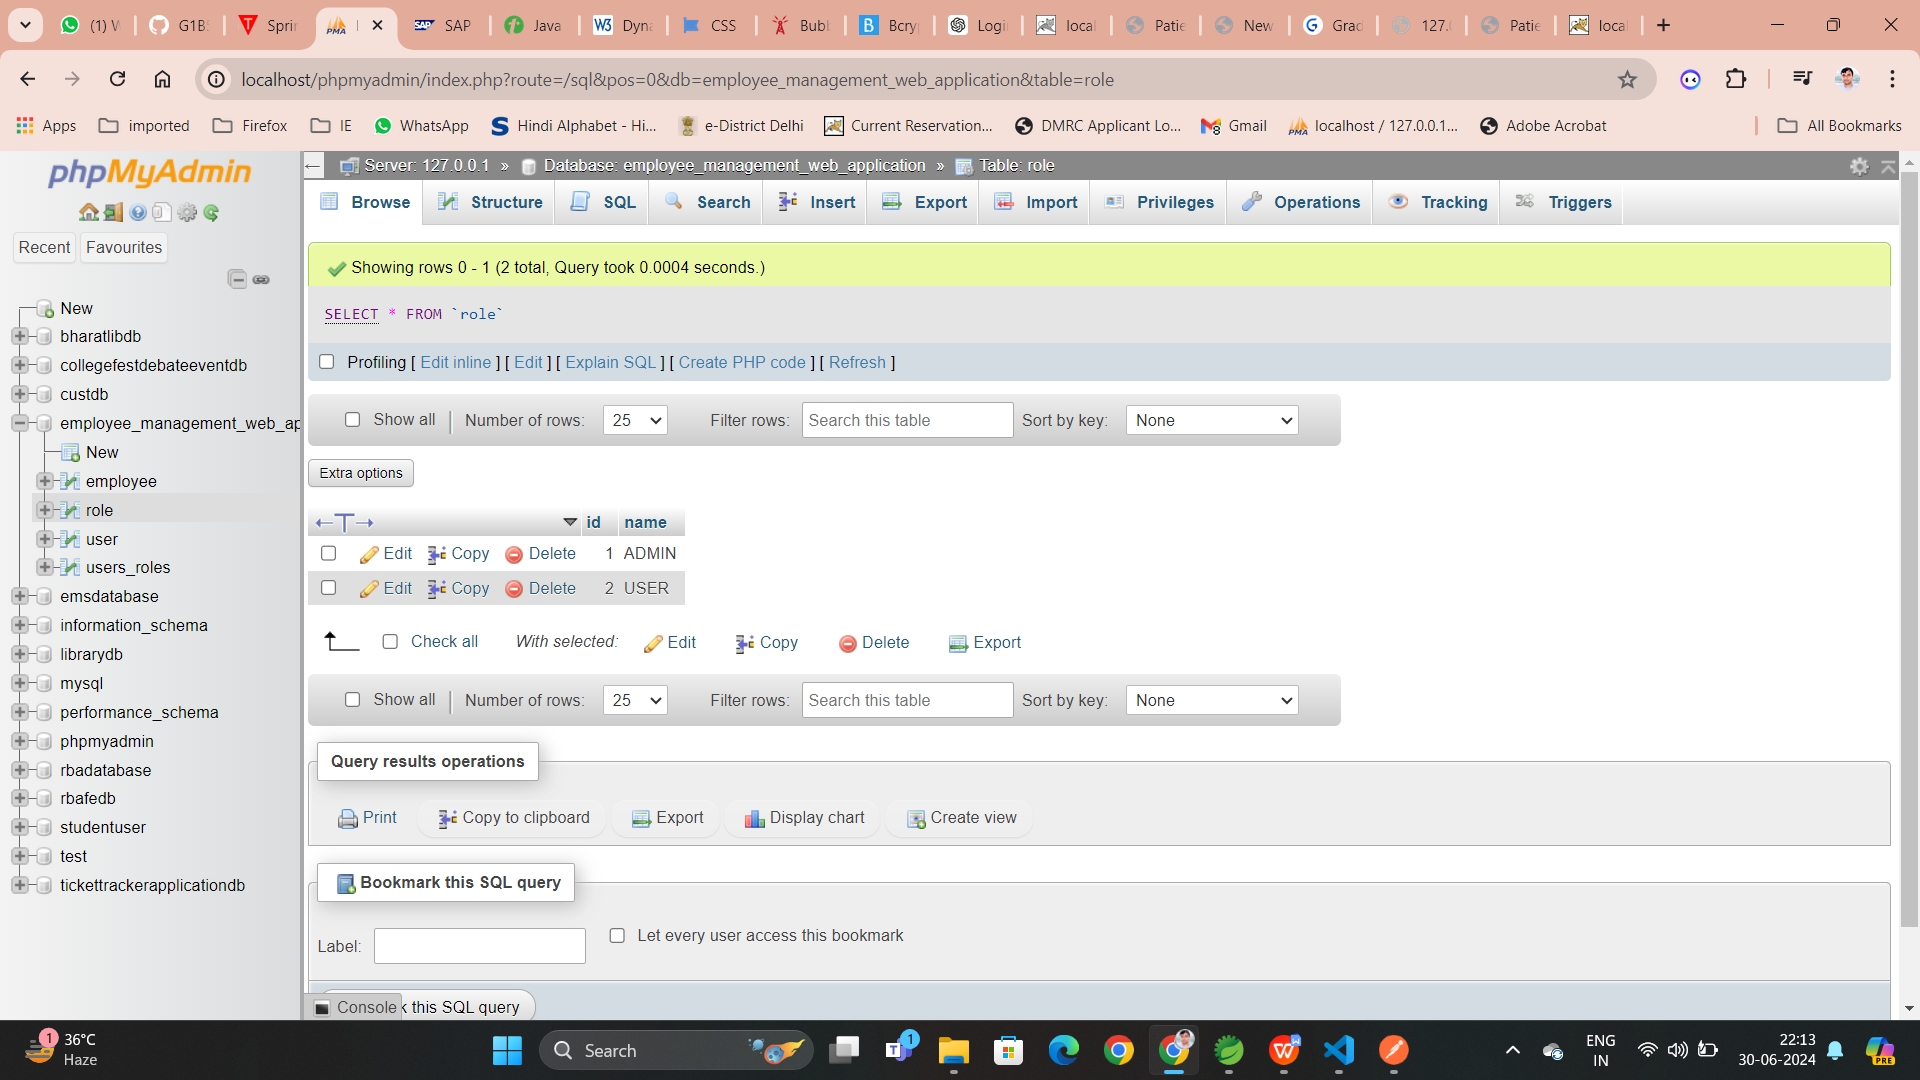 (1) W
G1BS
Sprin
SAP
Java
Dyna
CSS
Bubb
Bcry
Login
local
Patie
New
Grad
127.
Patie
local
localhost/phpmyadmin/index.php?route=/sql&pos=0&db=employee_management_web_application&table=role
Apps
imported
Firefox
IE
WhatsApp
Hindi Alphabet - Hi...
e-District Delhi
Current Reservation...
DMRC Applicant Lo...
Gmail
localhost / 127.0.0.1...
Adobe Acrobat
All Bookmarks
phpMyAdmin
Recent
Favourites
New
bharatlibdb
collegefestdebateeventdb
custdb
employee_management_web_ap
New
employee
role
user
users_roles
emsdatabase
information_schema
librarydb
mysql
performance_schema
phpmyadmin
rbadatabase
rbafedb
studentuser
test
tickettrackerapplicationdb
Server: 127.0.0.1 » Database: employee_management_web_application » Table: role
Browse
Structure
SQL
Search
Insert
Export
Import
Privileges
Operations
Tracking
Triggers
Showing rows 0 - 1 (2 total, Query took 0.0004 seconds.)
SELECT * FROM `role`
Profiling [ Edit inline ] [ Edit ] [ Explain SQL ] [ Create PHP code ] [ Refresh ]
Show all
Number of rows: 25
Filter rows: Search this table
Sort by key: None
Extra options
id name
Edit Copy Delete 1 ADMIN
Edit Copy Delete 2 USER
Check all With selected: Edit Copy Delete Export
Show all
Number of rows: 25
Filter rows: Search this table
Sort by key: None
Query results operations
Print
Copy to clipboard
Export
Display chart
Create view
Bookmark this SQL query
Label:
Let every user access this bookmark
Console
k this SQL query
1
36°C
Haze
Search
1
ENG
IN
22:13
30-06-2024
PRE